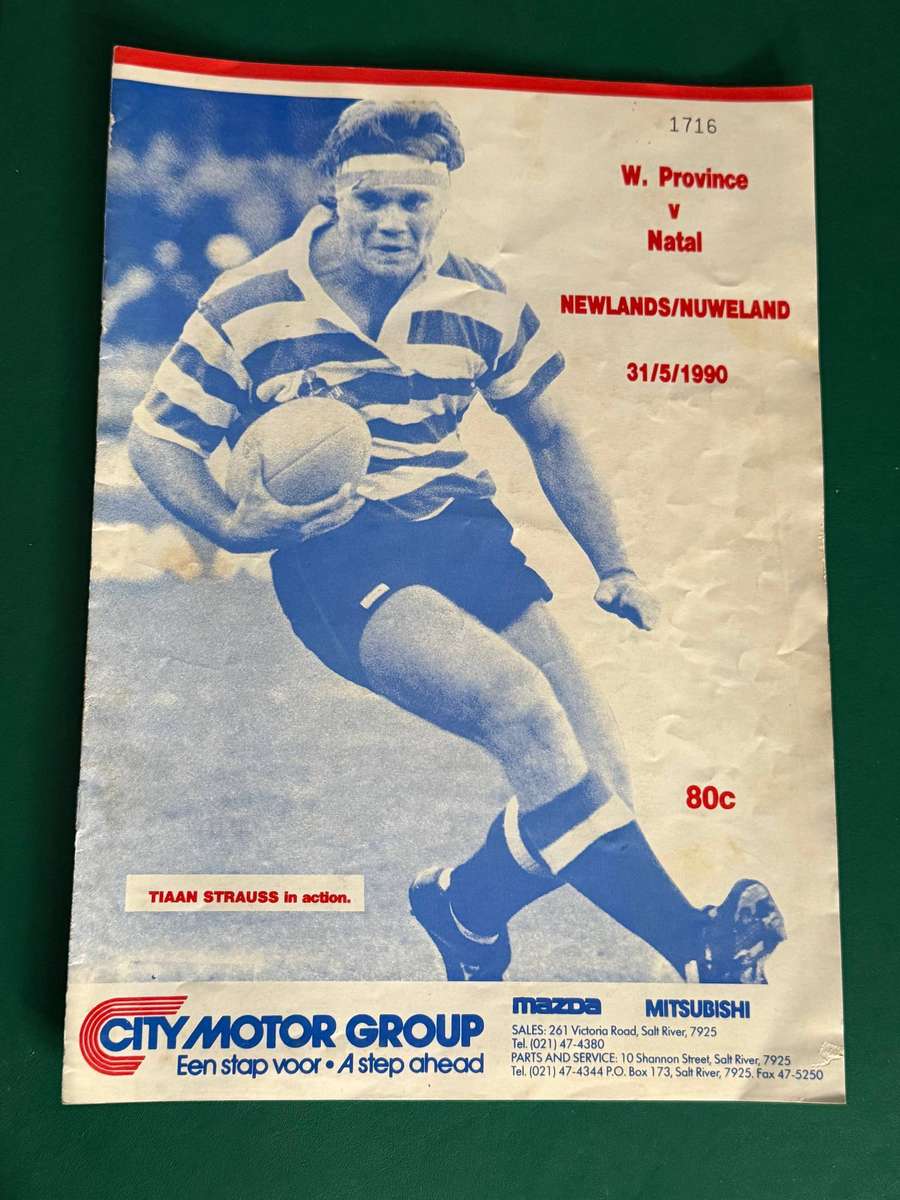 1716
W. Province
v
Natal
NEWLANDS/NUWELAND
31/5/1990
80c
TIAAN STRAUSS in action.
CITY MOTOR GROUP
Een stap voor • A step ahead
mazda MITSUBISHI
SALES: 261 Victoria Road, Salt River, 7925
Tel. (021) 47-4380
PARTS AND SERVICE: 10 Shannon Street, Salt River, 7925
Tel. (021) 47-4344 P.O. Box 173, Salt River, 7925. Fax 47-5250